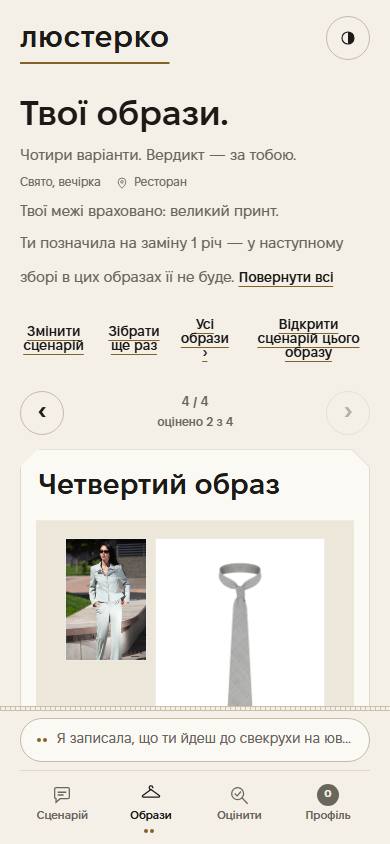 люстерко
Твої образи.
Чотири варіанти. Вердикт — за тобою.
Свято, вечірка Ресторан
Твої межі враховано: великий принт.
Ти позначила на заміну 1 річ — у наступному
зборі в цих образах її не буде. Повернути всі
Змінити
сценарій
Зібрати
ще раз
Усі
образи
›
Відкрити
сценарій цього
образу
‹
4 / 4
оцінено 2 з 4
›
Четвертий образ
Я записала, що ти йдеш до свекрухи на юв...
Сценарій
Образи
Оцінити
О
Профіль